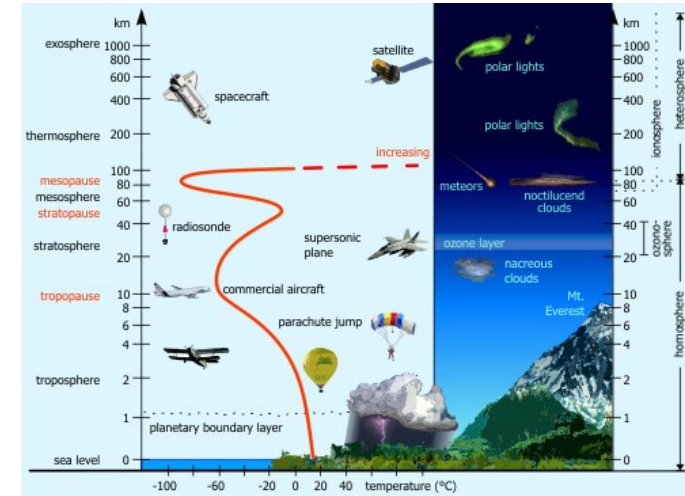 km
exosphere
1000
800
600
400
thermosphere
200
100
mesopause
80
mesosphere
60
stratopause
40
stratosphere
20
tropopause
10
8
6
4
troposphere
2
1
sea level
0
spacecraft
satellite
increasing
radiosonde
supersonic
plane
commercial aircraft
parachute jump
planetary boundary layer
-100
-60
-20
0
20
40
temperature (°C)
polar lights
polar lights
meteors
noctilucend
clouds
ozone layer
nacreous
clouds
Mt.
Everest
km
1000
800
600
400
200
100
80
60
40
20
10
8
6
4
2
1
0
ionosphere
ozono-
sphere
heterosphere
homosphere